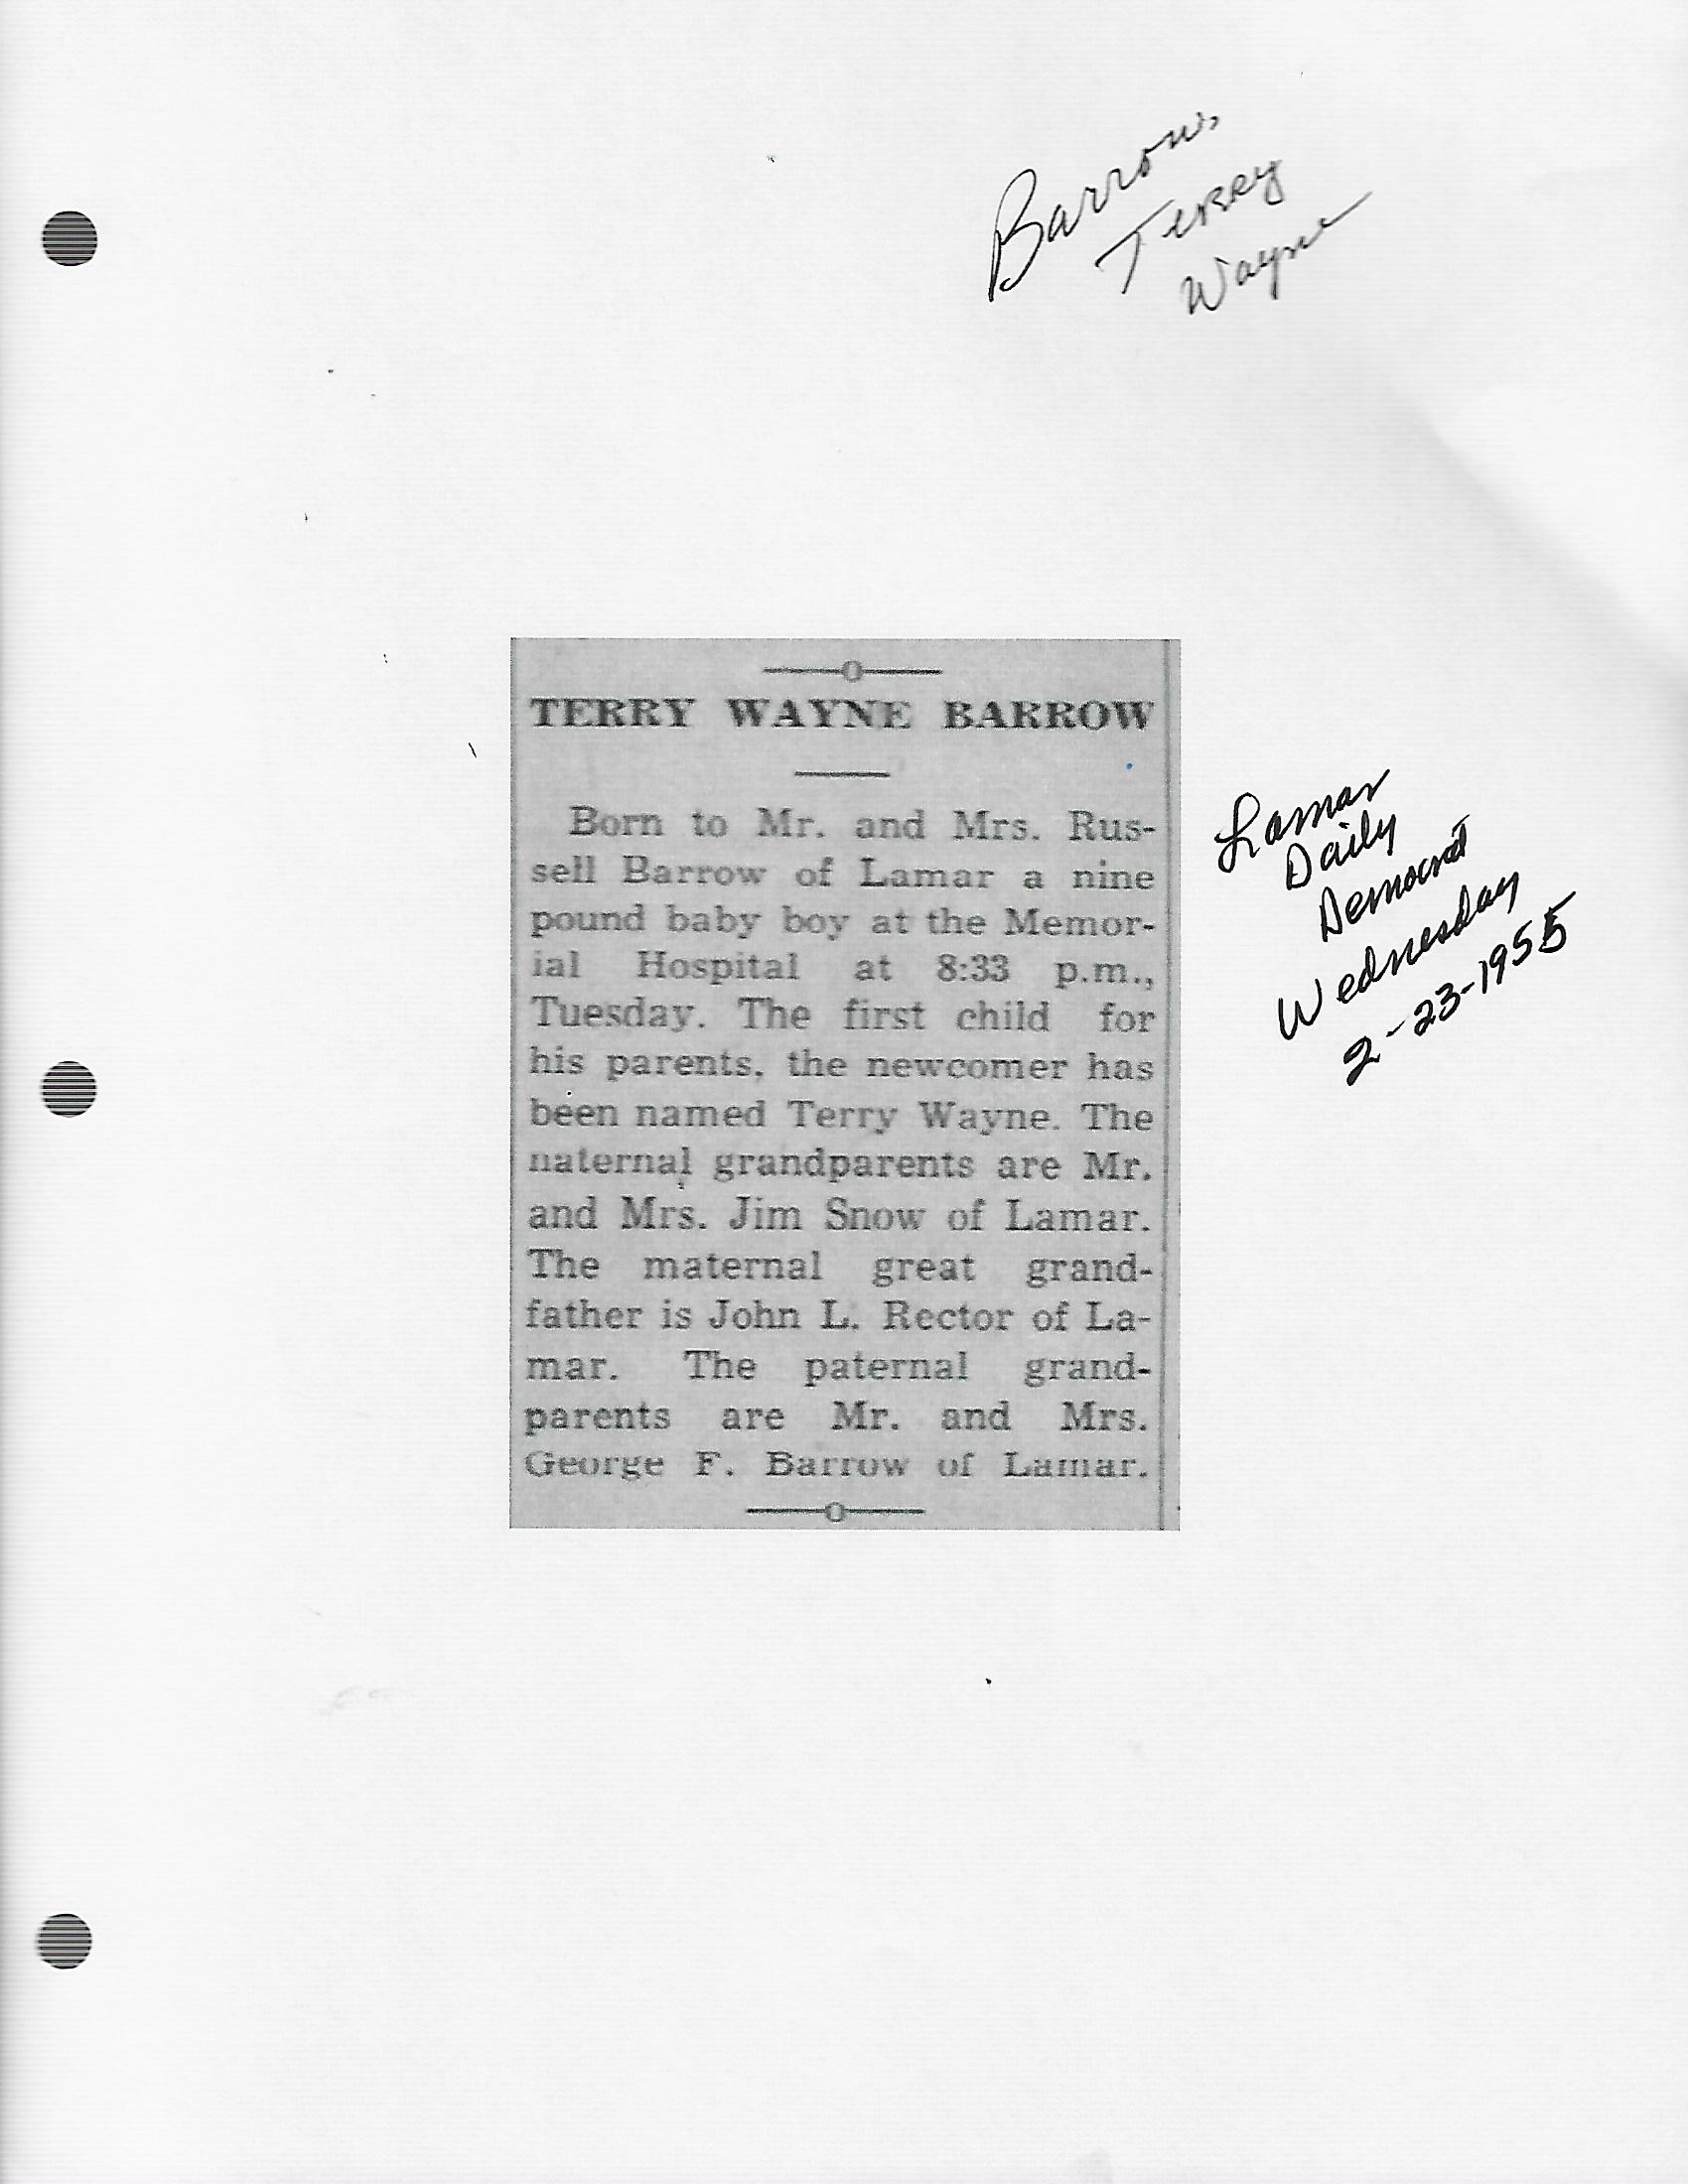 Barrow,
Terry
Wayne
TERRY WAYNE BARROW
Born to Mr. and Mrs. Rus-
sell Barrow of Lamar a nine
pound baby boy at the Memor-
ial Hospital at 8:33 p.m.,
Tuesday. The first child for
his parents, the newcomer has
been named Terry Wayne. The
naternal grandparents are Mr.
and Mrs. Jim Snow of Lamar.
The maternal great grand-
father is John L. Rector of La-
mar. The paternal grand-
parents are Mr. and Mrs.
George F. Barrow of Lamar.
Lamar
Daily
Democrat
Wednesday
2-23-1955